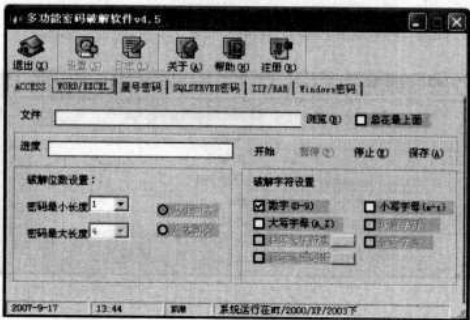 多功能密码破解软件v4.5
退出(X) 设置(S) 日志(L) 关于(A) 帮助(H) 注册(R)
ACCESS WORD/EXCEL 星号密码 SQLSERVER密码 ZIP/RAR Windows密码
文件 浏览(B) 总在最上面
进度 开始 暂停(P) 停止(E) 保存(A)
破解位数设置: 破解字符设置
密码最小长度 1 数字(0-9) 小写字母(a-z)
密码最大长度 4 大写字母(A_Z)
2007-9-17 13:44 系统运行在NT/2000/XP/2003下